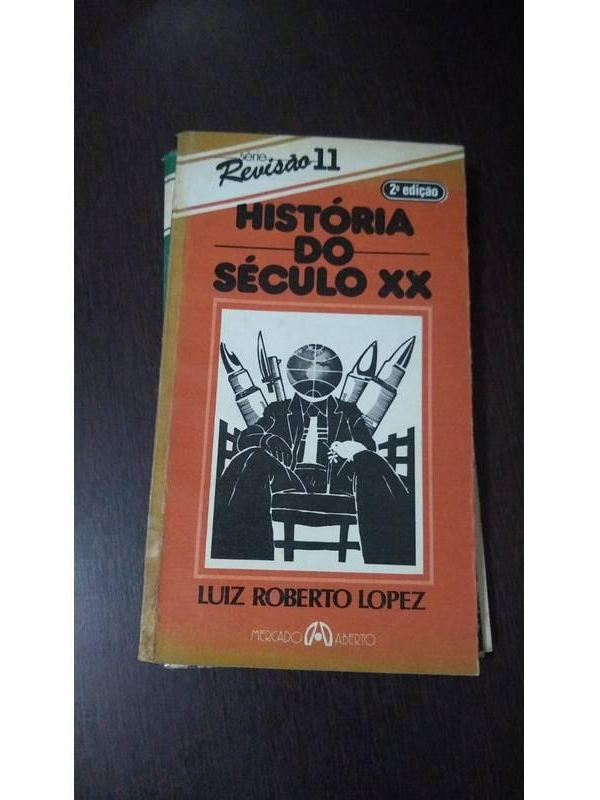 série
Revisão 11
2ª edição
HISTÓRIA
DO
SÉCULO XX
LUIZ ROBERTO LOPEZ
MERCADO ABERTO